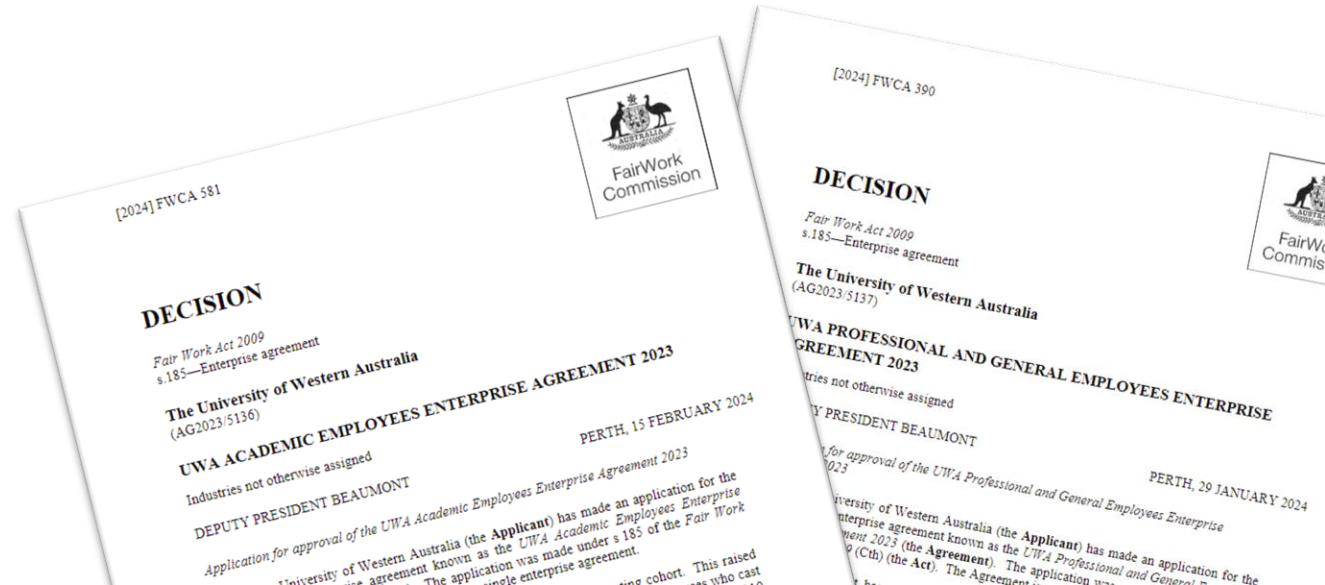 [2024] FWCA 581
AUSTRALIA
FairWork
Commission
DECISION
Fair Work Act 2009
s.185—Enterprise agreement
The University of Western Australia
(AG2023/5136)
UWA ACADEMIC EMPLOYEES ENTERPRISE AGREEMENT 2023
Industries not otherwise assigned
DEPUTY PRESIDENT BEAUMONT
PERTH, 15 FEBRUARY 2024
Application for approval of the UWA Academic Employees Enterprise Agreement 2023
University of Western Australia (the Applicant) has made an application for the
agreement known as the UWA Academic Employees Enterprise
The application was made under s 185 of the Fair Work
single enterprise agreement.
cohort. This raised
who cast
[2024] FWCA 390
DECISION
Fair Work Act 2009
s.185—Enterprise agreement
The University of Western Australia
(AG2023/5137)
UWA PROFESSIONAL AND GENERAL EMPLOYEES ENTERPRISE
AGREEMENT 2023
not otherwise assigned
PRESIDENT BEAUMONT
PERTH, 29 JANUARY 2024
for approval of the UWA Professional and General Employees Enterprise
2023
of Western Australia (the Applicant) has made an application for the
enterprise agreement known as the UWA Professional and General
2023 (the Agreement). The application
(Cth) (the Act). The Agreement